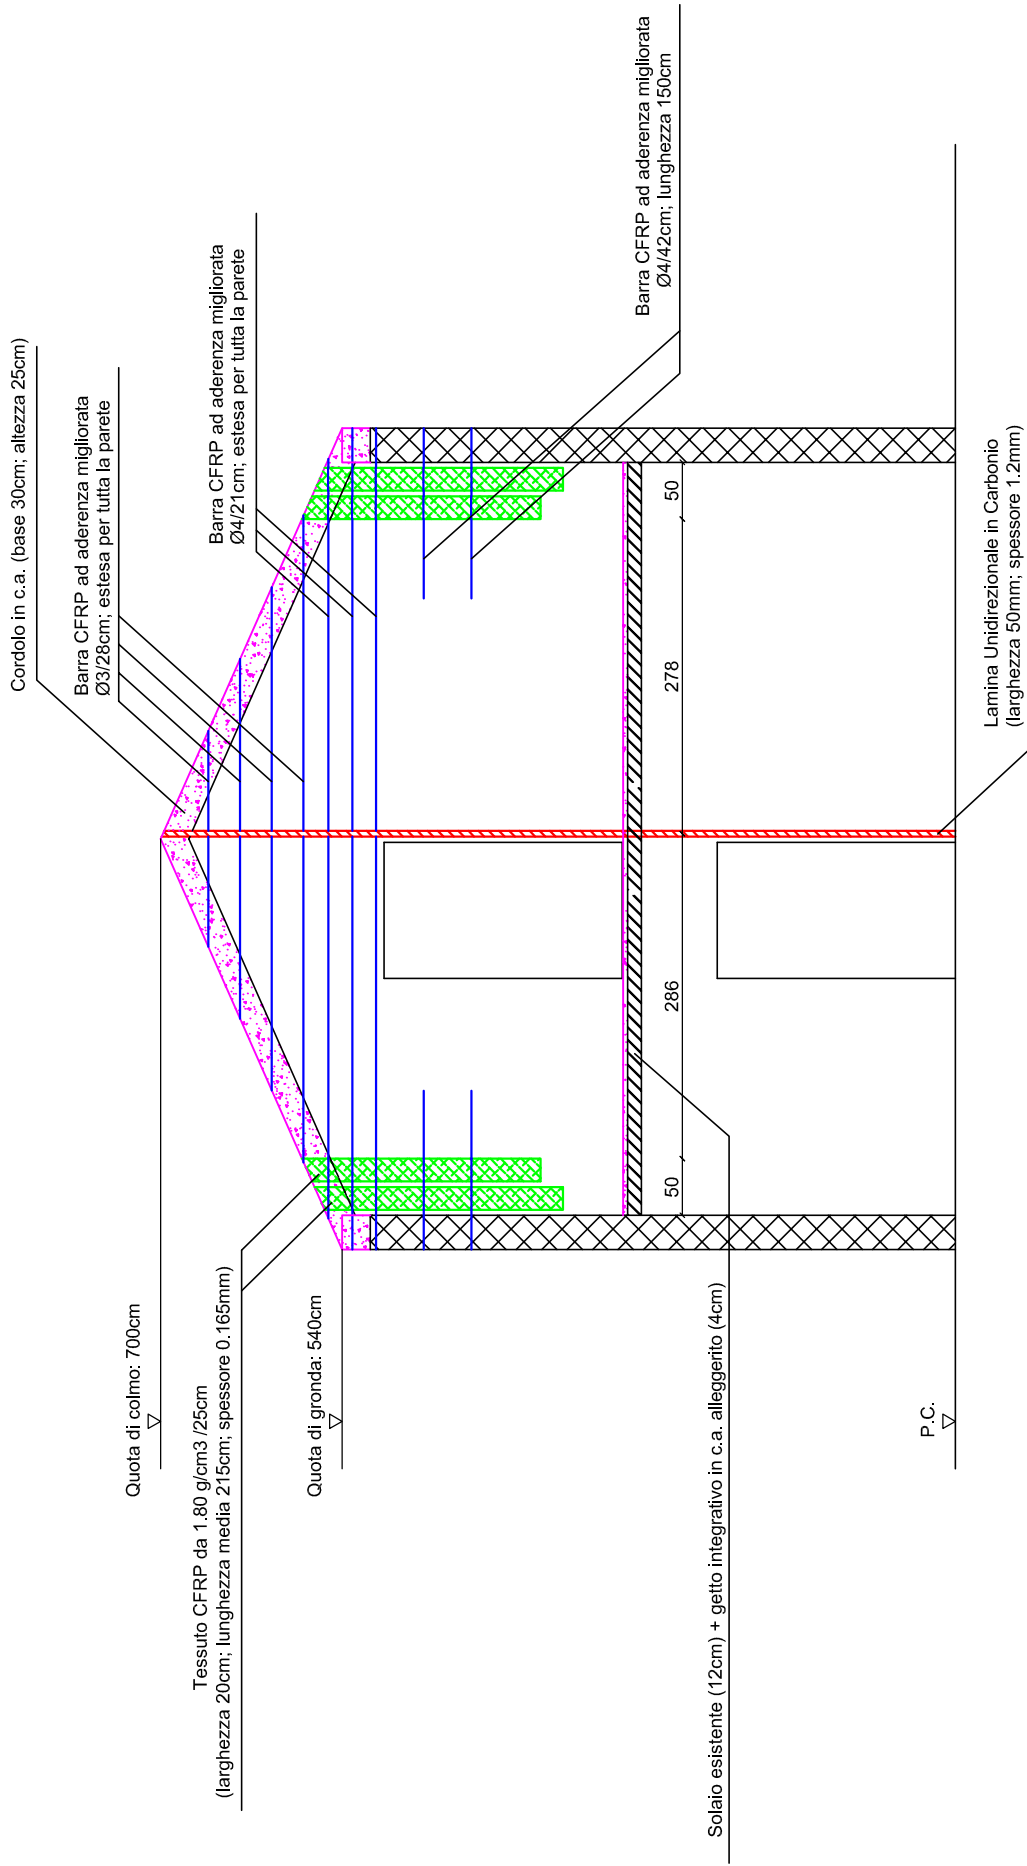 Cordolo in c.a. (base 30cm; altezza 25cm)
Barra CFRP ad aderenza migliorata
Ø3/28cm; estesa per tutta la parete
Barra CFRP ad aderenza migliorata
Ø4/21cm; estesa per tutta la parete
Barra CFRP ad aderenza migliorata
Ø4/42cm; lunghezza 150cm
Quota di colmo: 700cm
Tessuto CFRP da 1.80 g/cm3 /25cm
(larghezza 20cm; lunghezza media 215cm; spessore 0.165mm)
Quota di gronda: 540cm
50
286
278
50
Solaio esistente (12cm) + getto integrativo in c.a. alleggerito (4cm)
P.C.
Lamina Unidirezionale in Carbonio
(larghezza 50mm; spessore 1.2mm)